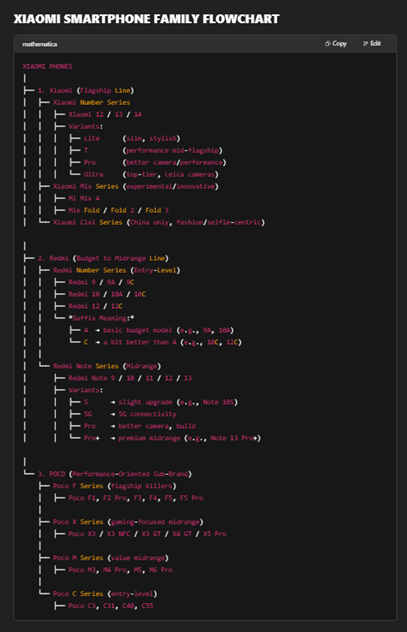 XIAOMI SMARTPHONE FAMILY FLOWCHART
mathematica Copy Edit
XIAOMI PHONES
│
├── 1. Xiaomi (Flagship Line)
│   ├── Xiaomi Number Series
│   │   ├── Xiaomi 12 / 13 / 14
│   │   ├── Variants:
│   │   │   ├── Lite      (slim, stylish)
│   │   │   ├── T         (performance mid-flagship)
│   │   │   ├── Pro       (better camera/performance)
│   │   │   └── Ultra     (top-tier, Leica cameras)
│   ├── Xiaomi Mix Series (experimental/innovative)
│   │   ├── Mi Mix 4
│   │   ├── Mix Fold / Fold 2 / Fold 3
│   └── Xiaomi Civi Series (China only, fashion/selfie-centric)
│
├── 2. Redmi (Budget to Midrange Line)
│   ├── Redmi Number Series (Entry-Level)
│   │   ├── Redmi 9 / 9A / 9C
│   │   ├── Redmi 10 / 10A / 10C
│   │   ├── Redmi 12 / 12C
│   │   └── *Suffix Meaning:*
│   │       ├── A  → basic budget model (e.g., 9A, 10A)
│   │       └── C  → a bit better than A (e.g., 10C, 12C)
│   │
│   └── Redmi Note Series (Midrange)
│       ├── Redmi Note 9 / 10 / 11 / 12 / 13
│       ├── Variants:
│       │   ├── S     → slight upgrade (e.g., Note 10S)
│       │   ├── 5G    → 5G connectivity
│       │   ├── Pro   → better camera, build
│       │   └── Pro+  → premium midrange (e.g., Note 13 Pro+)
│
└── 3. POCO (Performance-Oriented Sub-Brand)
├── Poco F Series (flagship killers)
│   ├── Poco F1, F2 Pro, F3, F4, F5, F5 Pro
│
├── Poco X Series (gaming-focused midrange)
│   ├── Poco X3 / X3 NFC / X3 GT / X4 GT / X5 Pro
│
├── Poco M Series (value midrange)
│   ├── Poco M3, M4 Pro, M5, M6 Pro
│
└── Poco C Series (entry-level)
├── Poco C3, C31, C40, C55